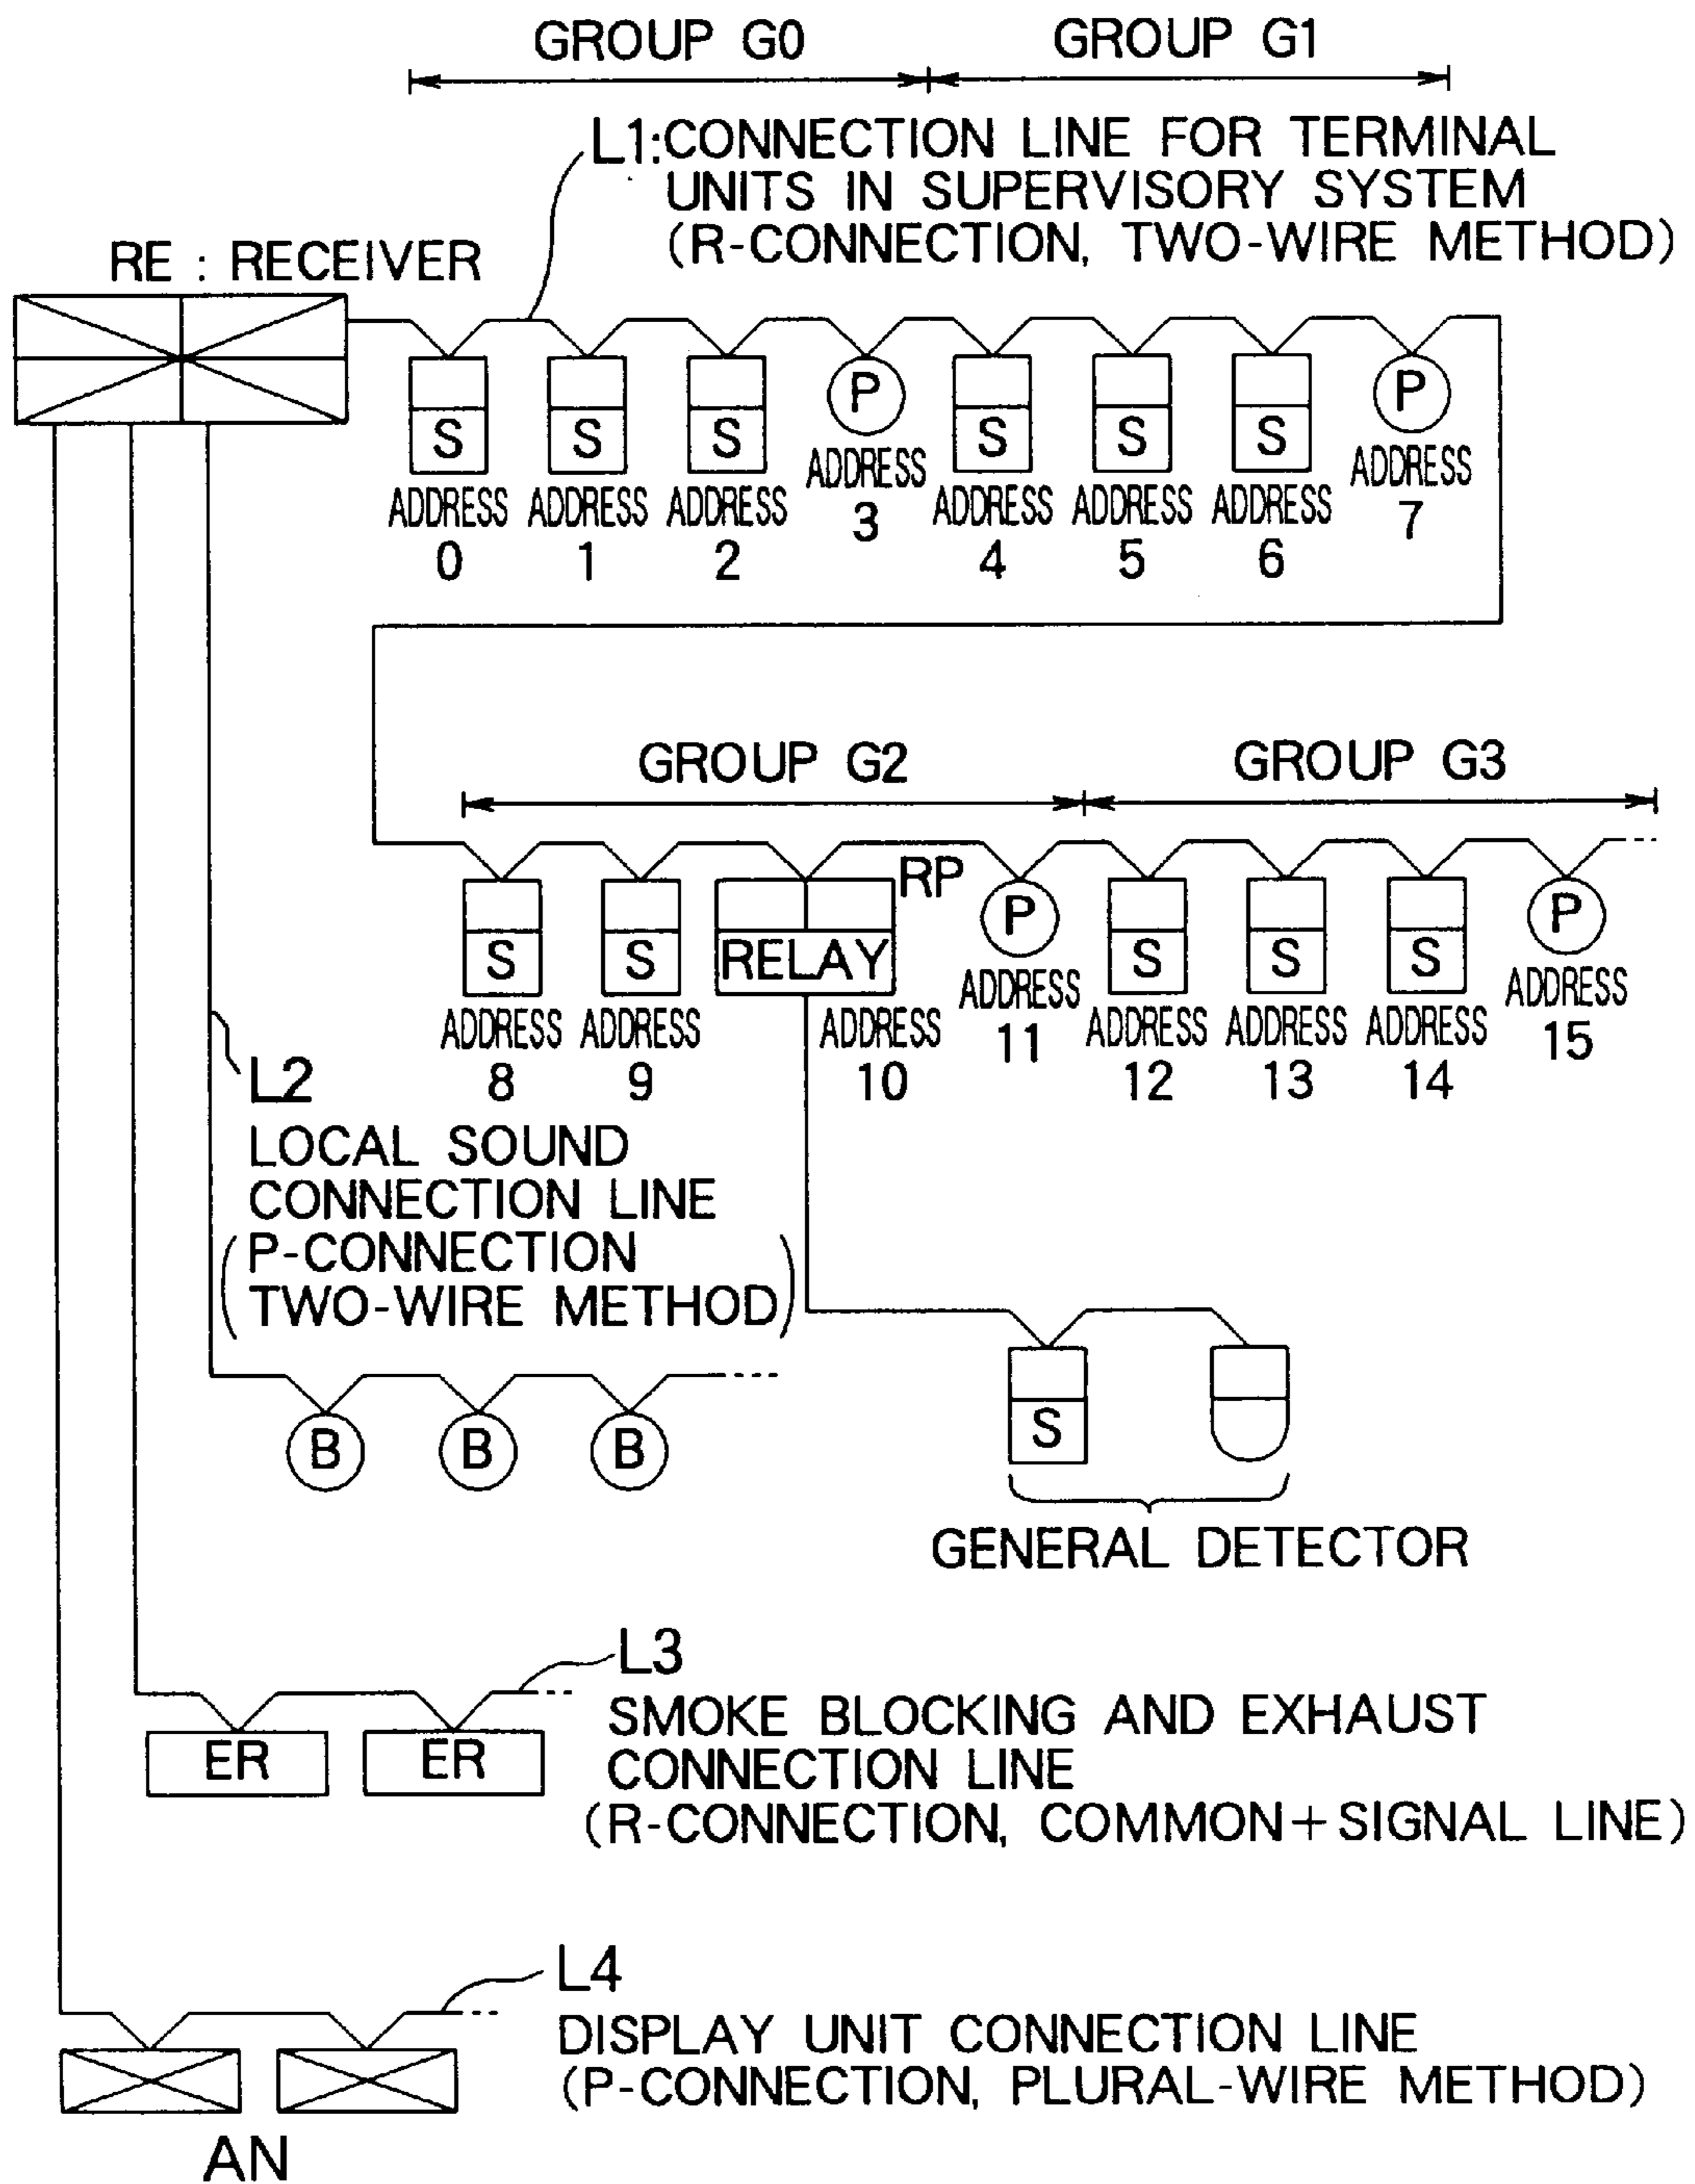 GROUP G0 GROUP G1
L1:CONNECTION LINE FOR TERMINAL
UNITS IN SUPERVISORY SYSTEM
(R-CONNECTION, TWO-WIRE METHOD)
RE : RECEIVER
S S S P S S S P
ADDRESS ADDRESS ADDRESS ADDRESS ADDRESS ADDRESS ADDRESS ADDRESS
0 1 2 3 4 5 6 7
GROUP G2 GROUP G3
RP
S S RELAY P S S S P
ADDRESS ADDRESS ADDRESS ADDRESS ADDRESS ADDRESS ADDRESS ADDRESS
8 9 10 11 12 13 14 15
L2
LOCAL SOUND
CONNECTION LINE
(P-CONNECTION
TWO-WIRE METHOD)
B B B
S
GENERAL DETECTOR
L3
SMOKE BLOCKING AND EXHAUST
CONNECTION LINE
(R-CONNECTION, COMMON+SIGNAL LINE)
ER ER
L4
DISPLAY UNIT CONNECTION LINE
(P-CONNECTION, PLURAL-WIRE METHOD)
AN